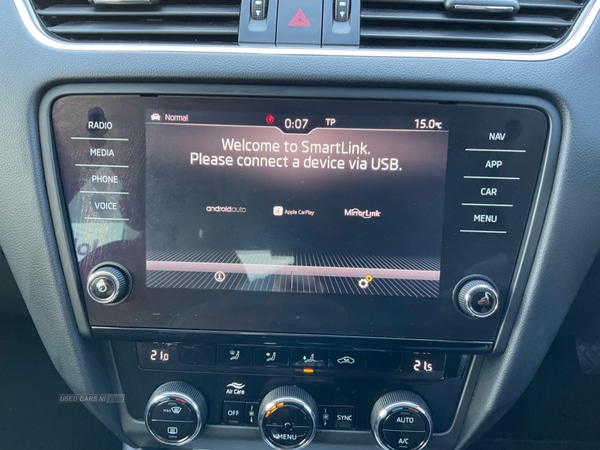 Normal
0:07
TP
15.0°C
RADIO
MEDIA
PHONE
VOICE
Welcome to SmartLink.
Please connect a device via USB.
androidauto
Apple CarPlay
MirrorLink
NAV
APP
CAR
MENU
21.0
21.5
Air Care
OFF
MENU
SYNC
MAX
AUTO
A/C
USED CARS NI